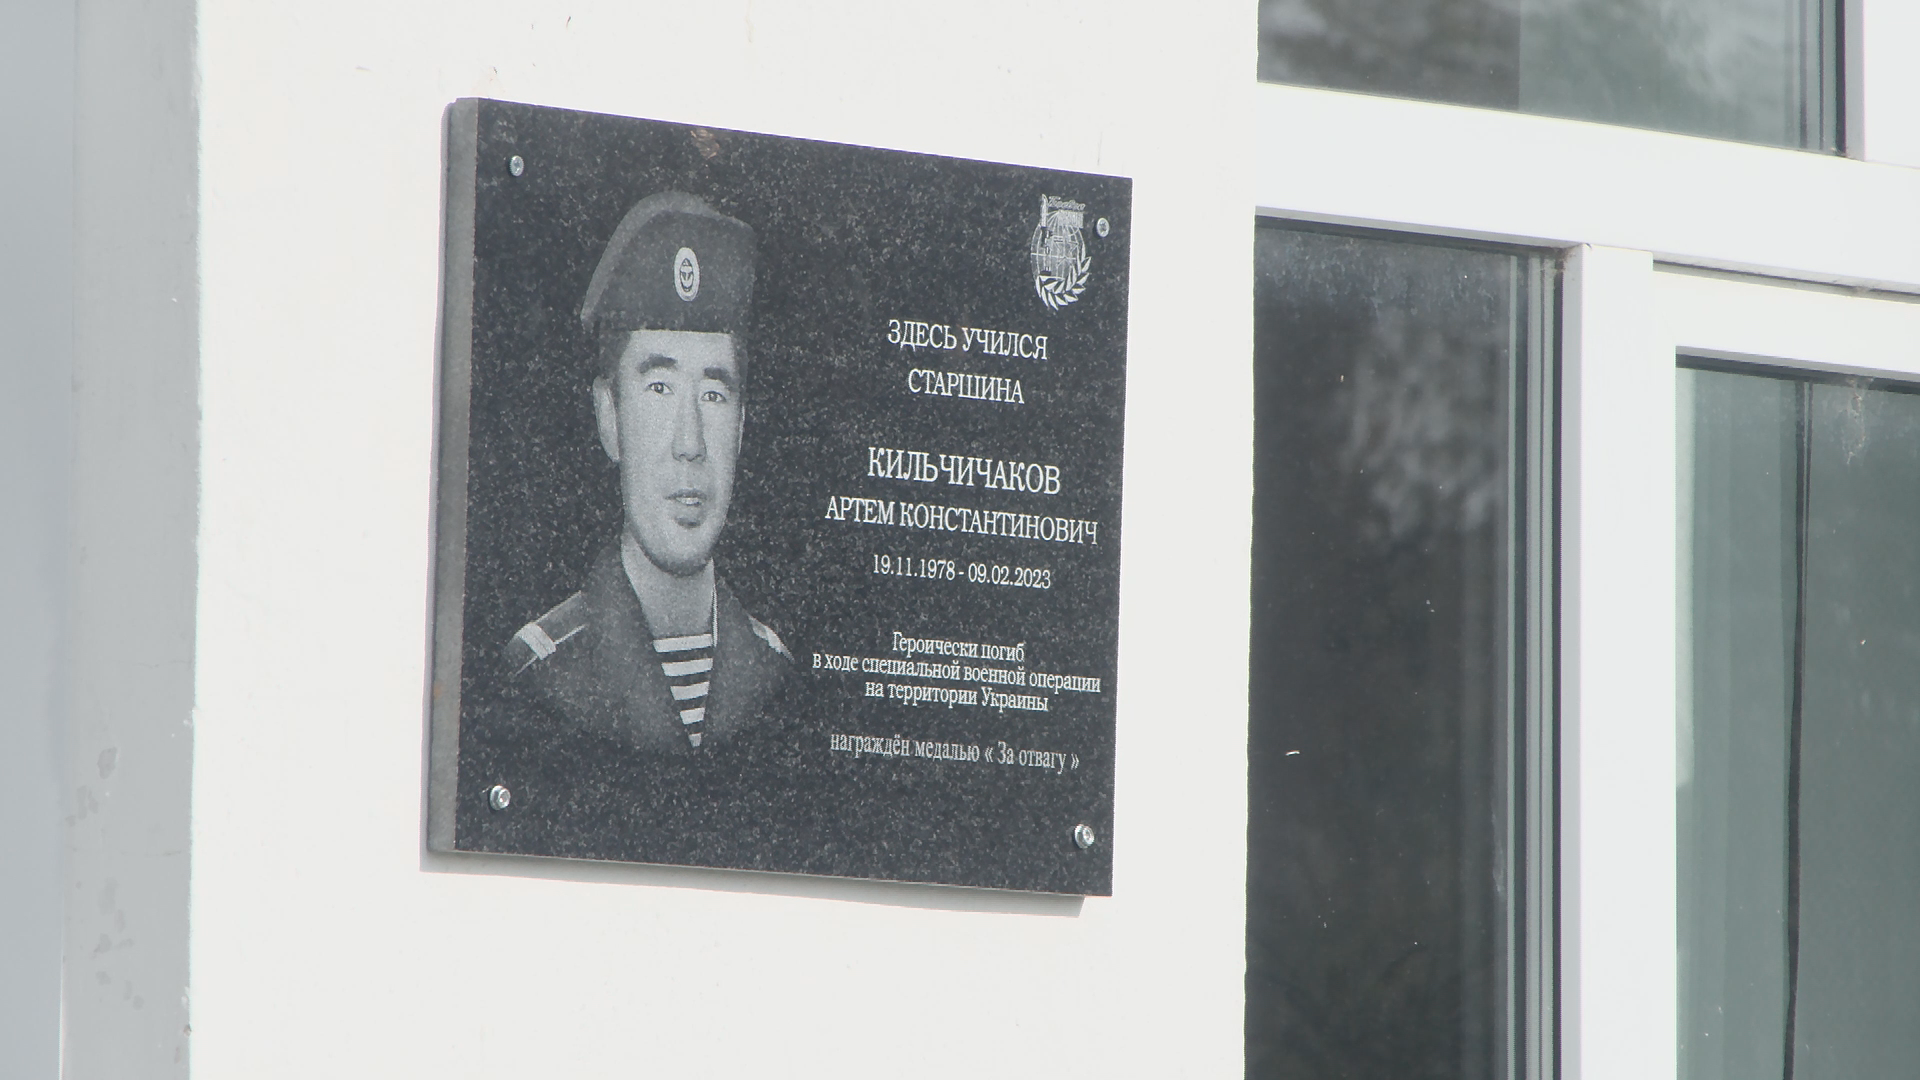 ЗДЕСЬ УЧИЛСЯ
СТАРШИНА
КИЛЬЧИЧАКОВ
АРТЕМ КОНСТАНТИНОВИЧ
19.11.1978 - 09.02.2023
Героически погиб
в ходе специальной военной операции
на территории Украины
награждён медалью « За отвагу »